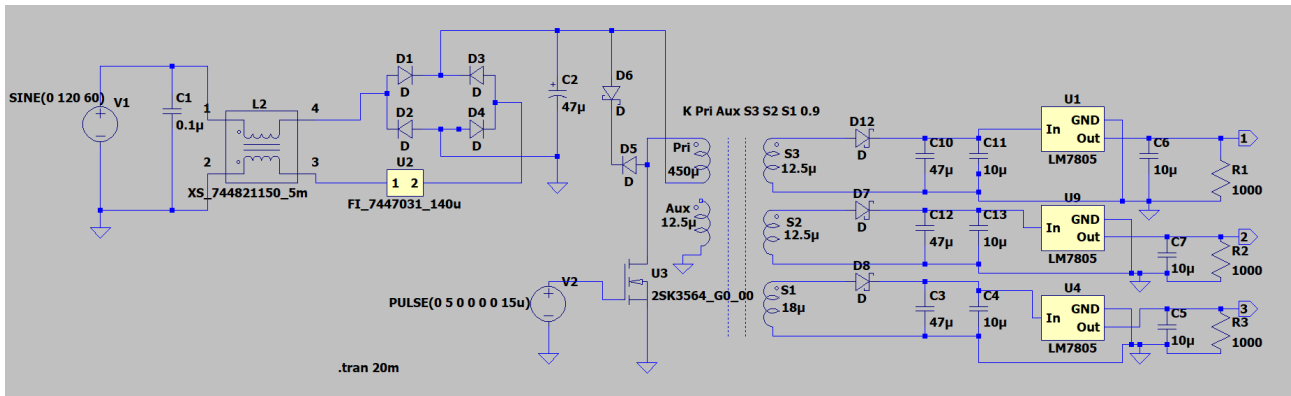 SINE(0 120 60)
V1
C1
0.1µ
1
L2
4
2
3
XS_744821150_5m
D1
D
D3
D
D2
D
D4
D
U2
1 2
FI_7447031_140u
C2
47µ
D6
D
D5
D
K Pri Aux S3 S2 S1 0.9
Pri
450µ
Aux
12.5µ
PULSE(0 5 0 0 0 0 15u)
V2
U3
2SK3564_G0_00
.tran 20m
S3
12.5µ
D12
D
C10
47µ
C11
10µ
U1
In
GND
Out
LM7805
C6
10µ
1
R1
1000
S2
12.5µ
D7
D
C12
47µ
C13
10µ
U9
In
GND
Out
LM7805
C7
10µ
2
R2
1000
S1
18µ
D8
D
C3
47µ
C4
10µ
U4
In
GND
Out
LM7805
C5
10µ
3
R3
1000